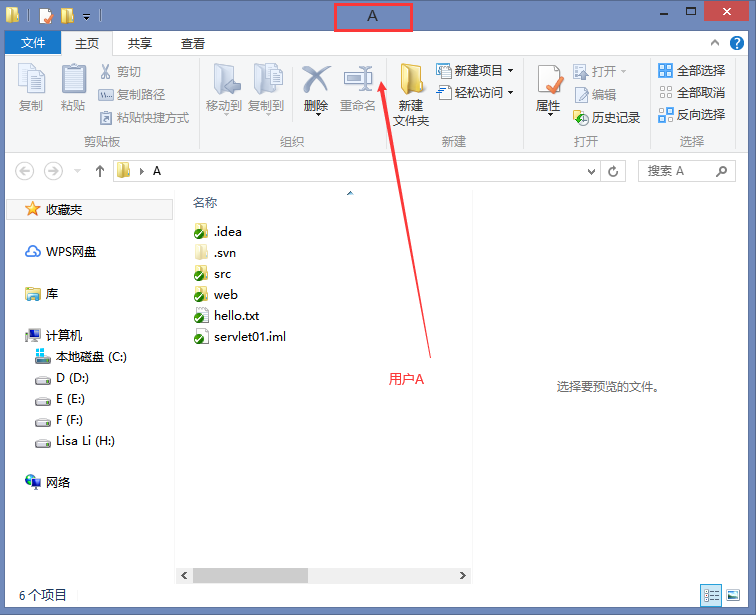 A
文件 主页 共享 查看
复制
粘贴
剪切
复制路径
粘贴快捷方式
剪贴板
移动到 复制到 删除 重命名
组织
新建
文件夹
新建项目
轻松访问
新建
属性
打开
编辑
历史记录
打开
全部选择
全部取消
反向选择
选择
A
搜索 A
收藏夹
WPS网盘
库
计算机
本地磁盘 (C:)
D (D:)
E (E:)
F (F:)
Lisa Li (H:)
网络
名称
.idea
.svn
src
web
hello.txt
servlet01.iml
用户A
选择要预览的文件。
6 个项目